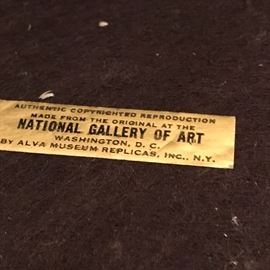 AUTHENTIC COPYRIGHTED REPRODUCTION
MADE FROM THE ORIGINAL AT THE
NATIONAL GALLERY OF ART
WASHINGTON, D. C.
BY ALVA MUSEUM REPLICAS, INC., N.Y.